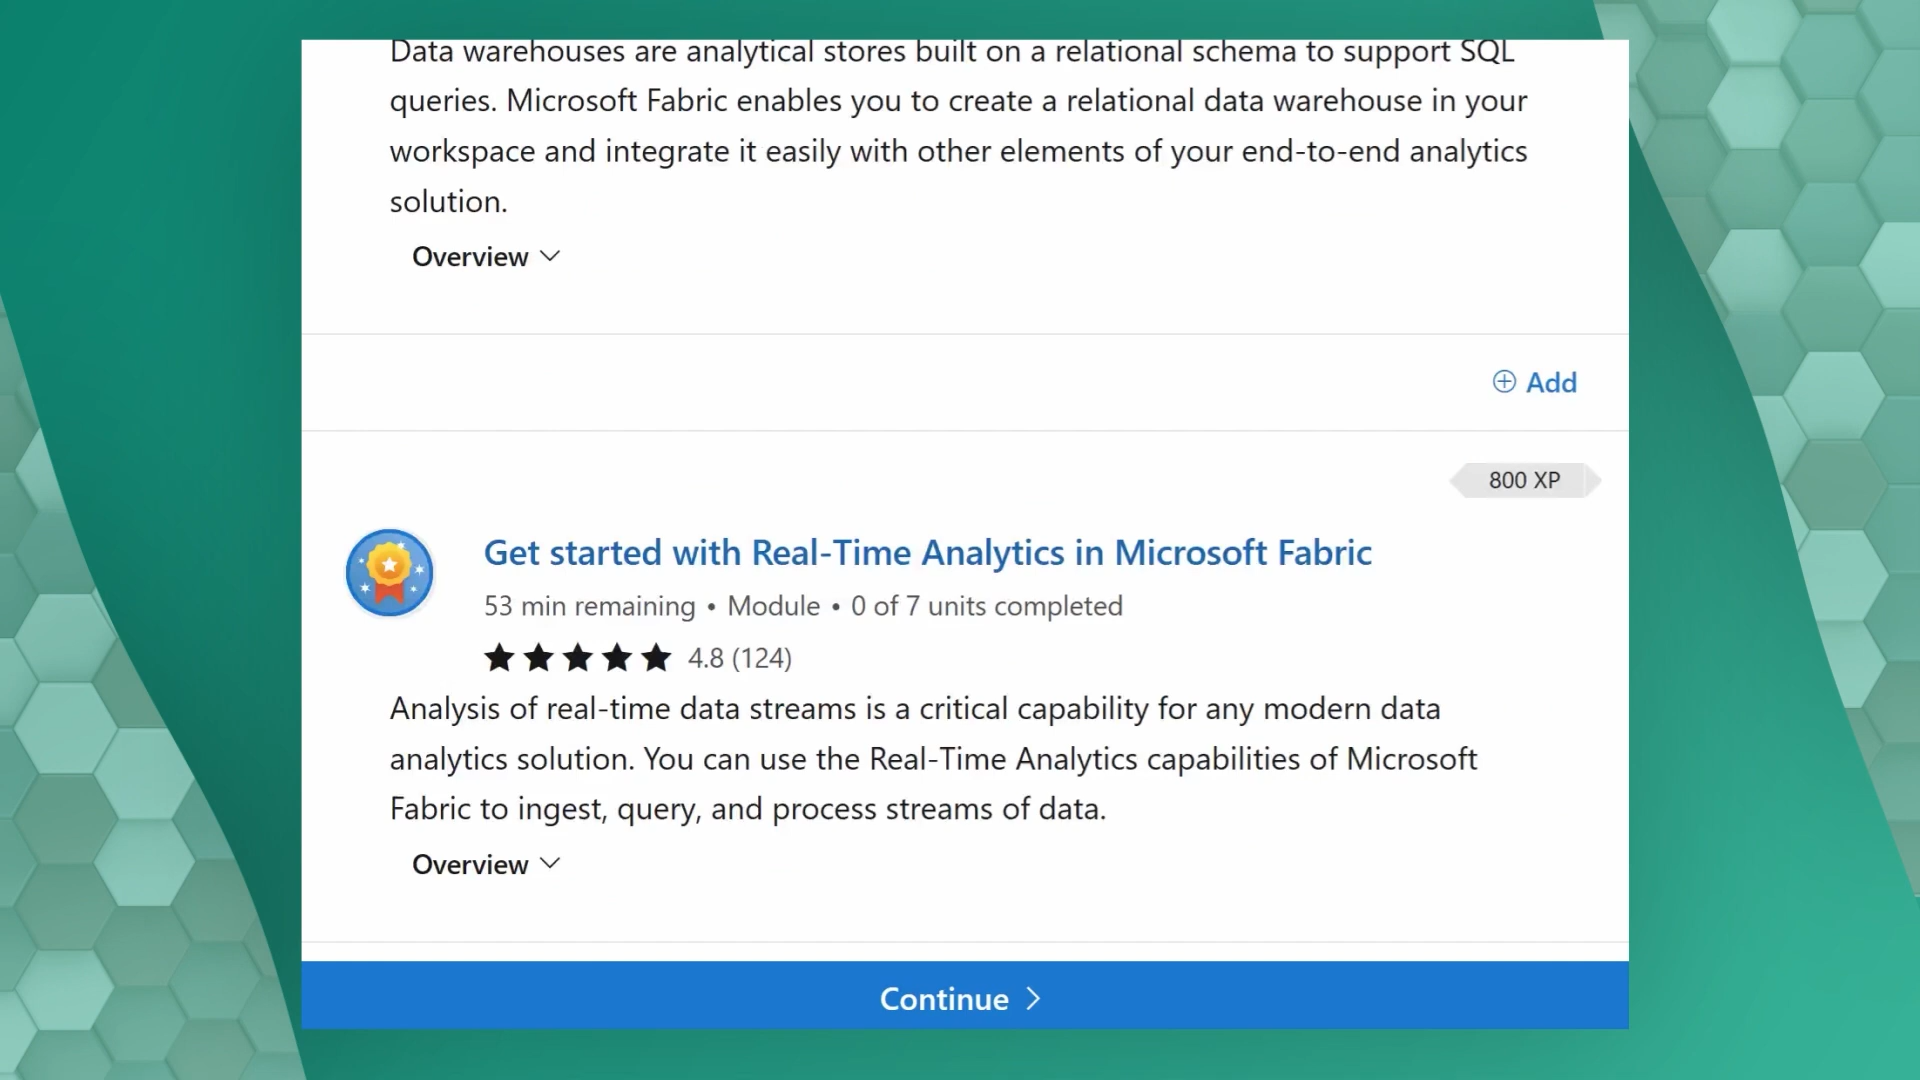 Data warehouses are analytical stores built on a relational schema to support SQL
queries. Microsoft Fabric enables you to create a relational data warehouse in your
workspace and integrate it easily with other elements of your end-to-end analytics
solution.
Overview
Add
800 XP
Get started with Real-Time Analytics in Microsoft Fabric
53 min remaining • Module • 0 of 7 units completed
4.8 (124)
Analysis of real-time data streams is a critical capability for any modern data
analytics solution. You can use the Real-Time Analytics capabilities of Microsoft
Fabric to ingest, query, and process streams of data.
Overview
Continue